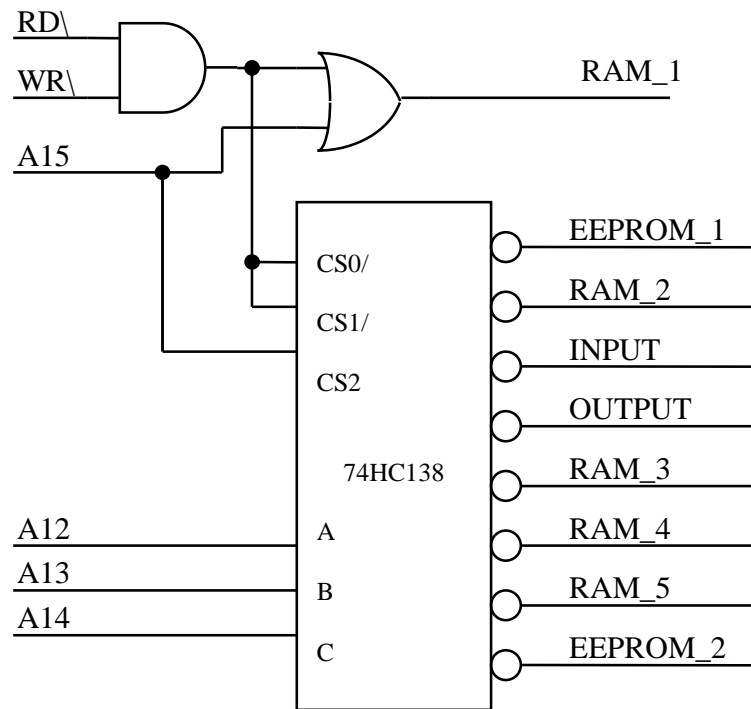 RD\
WR\
RAM_1
A15
EEPROM_1
CS0/
RAM_2
CS1/
INPUT
CS2
OUTPUT
74HC138
RAM_3
A12
A
RAM_4
A13
B
RAM_5
A14
C
EEPROM_2